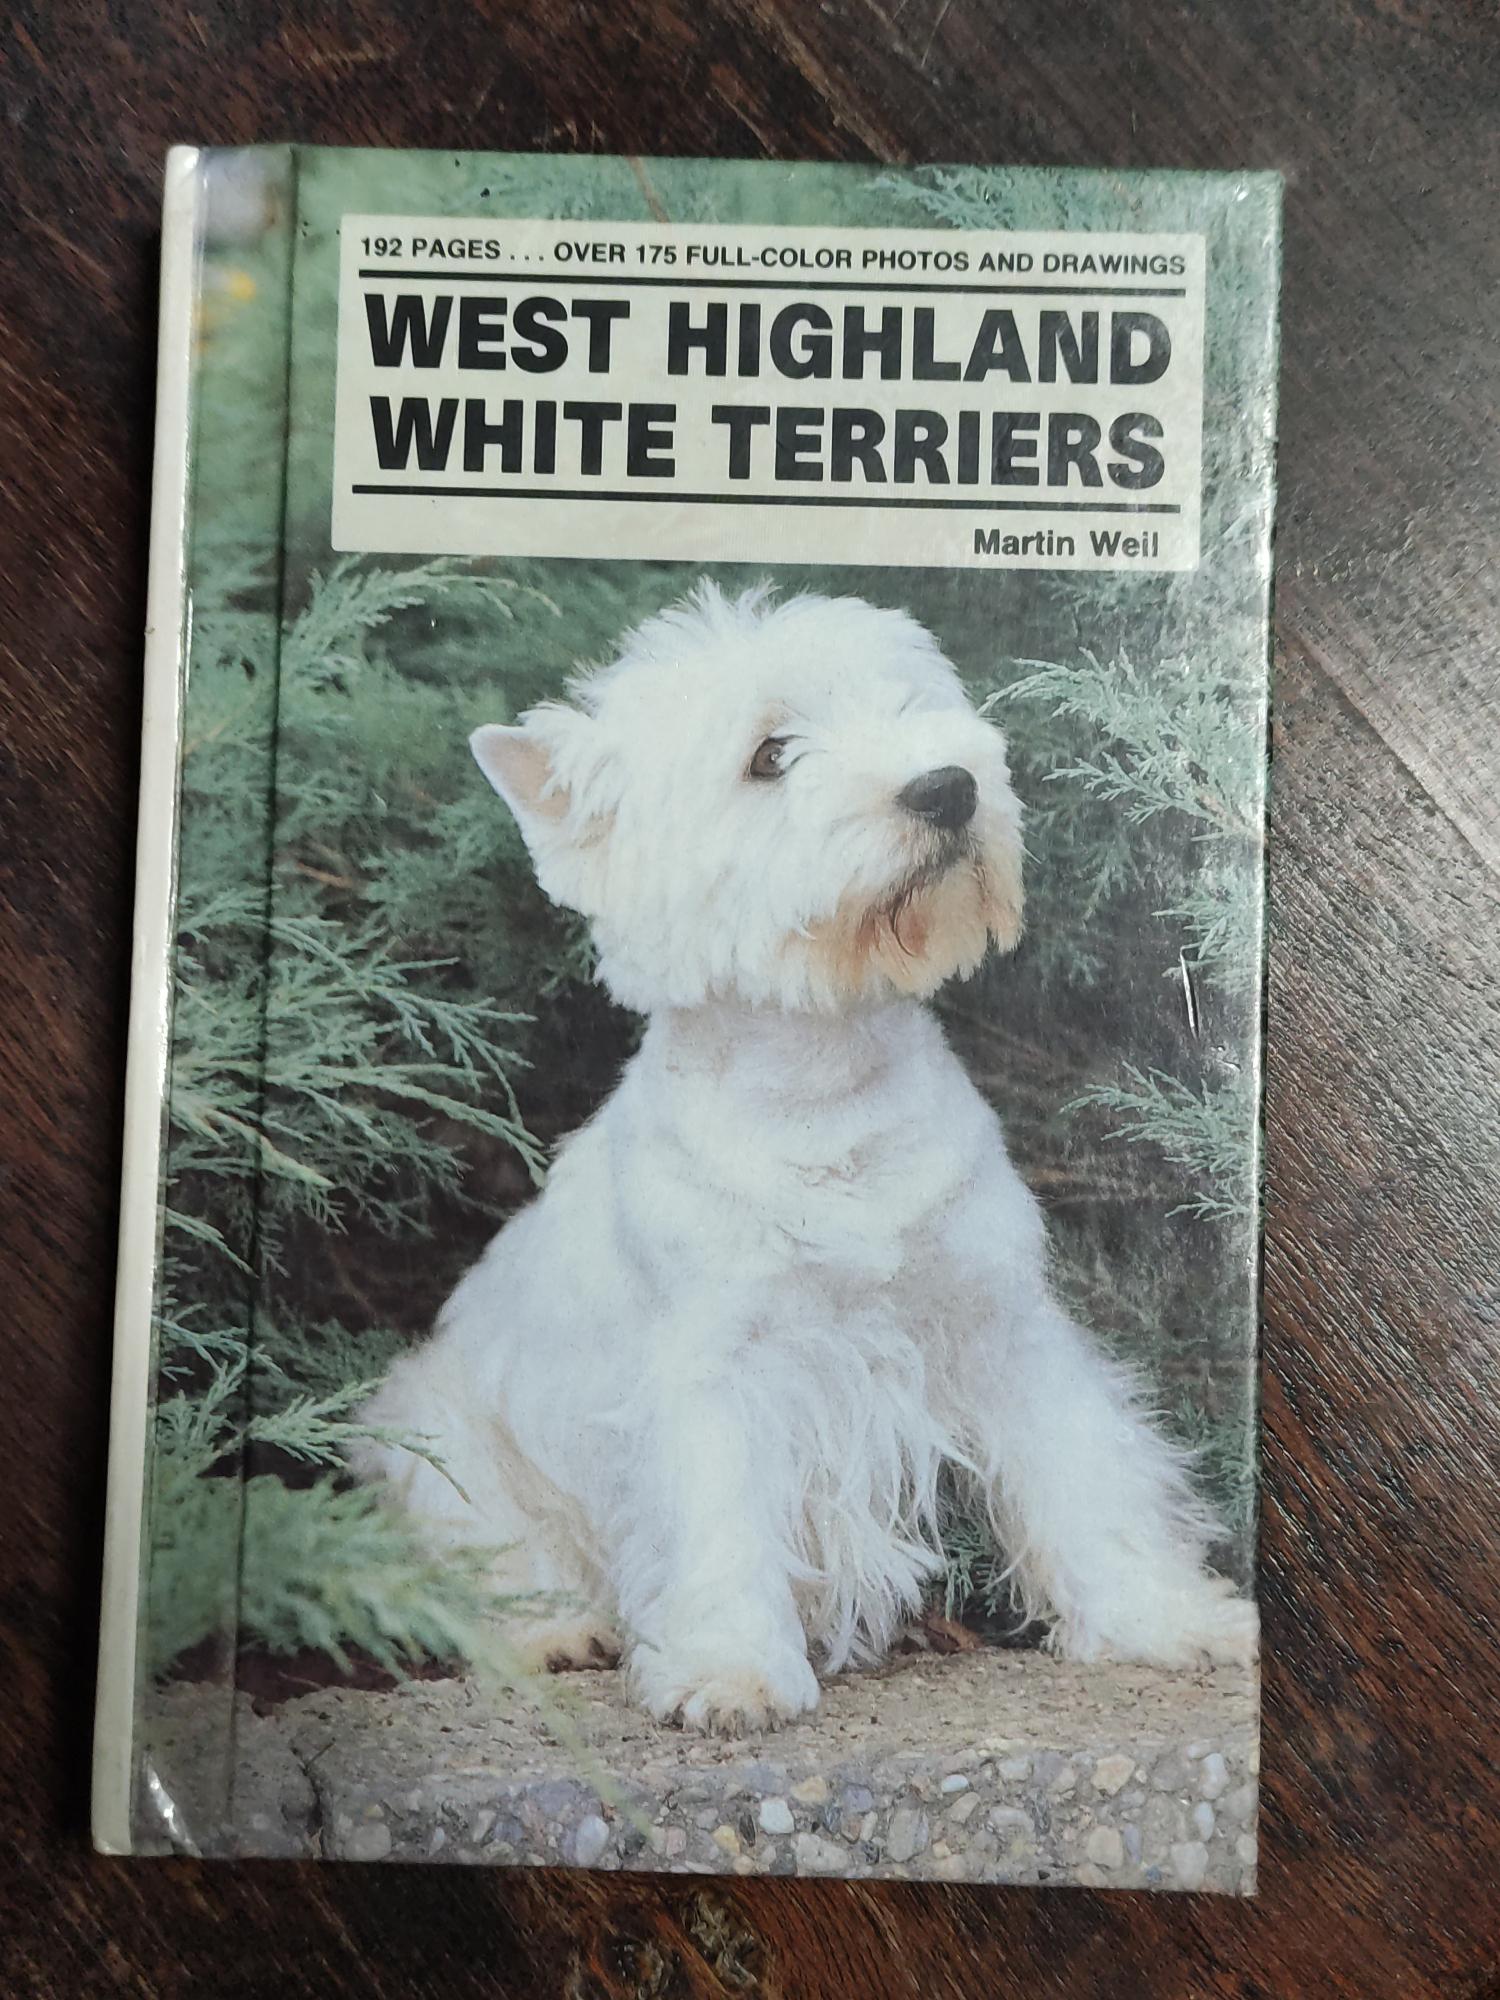 192 PAGES . . . OVER 175 FULL-COLOR PHOTOS AND DRAWINGS
WEST HIGHLAND
WHITE TERRIERS
Martin Weil